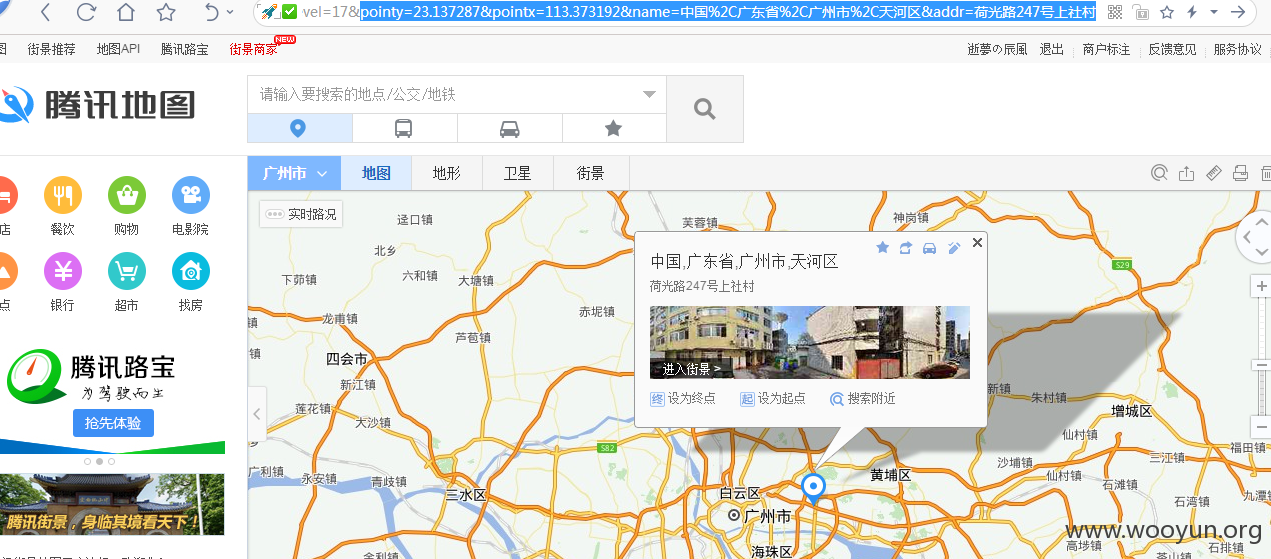 vel=17&pointy=23.137287&pointx=113.373192&name=中国%2C广东省%2C广州市%2C天河区&addr=荷光路247号上社村
图 街景推荐 地图API 腾讯路宝 街景商家 NEW 逝夢の辰風 退出 商户标注 反馈意见 服务协议
腾讯地图
请输入要搜索的地点/公交/地铁
广州市 地图 地形 卫星 街景
实时路况
店 餐饮 购物 电影院
点 银行 超市 找房
腾讯路宝
为驾驶而生
抢先体验
腾讯街景，身临其境看天下！
中国,广东省,广州市,天河区
荷光路247号上社村
进入街景 >
终 设为终点 起 设为起点 搜索附近
迳口镇
芙蓉镇
神岗镇
北乡
六和镇
大塘镇
下茆镇
S29
赤坭镇
龙甫镇
芦苞镇
镇
四会市
镇
新江镇
新镇
朱村镇
莲花镇
增城区
大沙镇
仙村镇
福田镇
S82
三江镇
沙埔镇
广利镇
永安镇
青歧镇
黄埔区
仙村镇
石滩镇
三水区
白云区
九潭镇
石湾镇
广州市
www.wooyun.org
海珠区
高埗镇
石排镇
金利镇
茶山镇